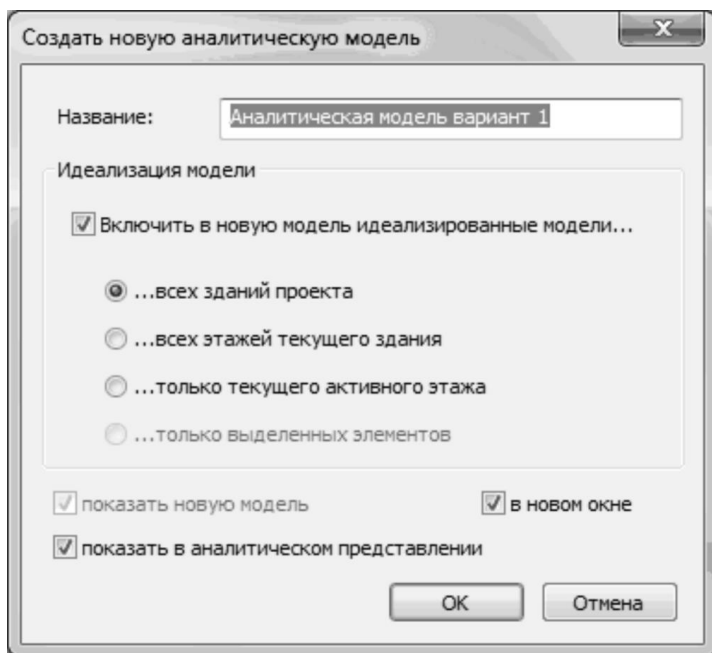 Создать новую аналитическую модель
Название: Аналитическая модель вариант 1
Идеализация модели
Включить в новую модель идеализированные модели...
...всех зданий проекта
...всех этажей текущего здания
...только текущего активного этажа
...только выделенных элементов
показать новую модель в новом окне
показать в аналитическом представлении
OK Отмена